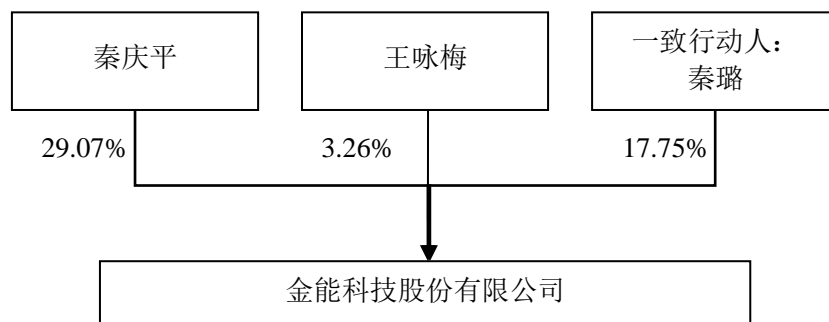 秦庆平
王咏梅
一致行动人：
秦璐
29.07%
3.26%
17.75%
金能科技股份有限公司